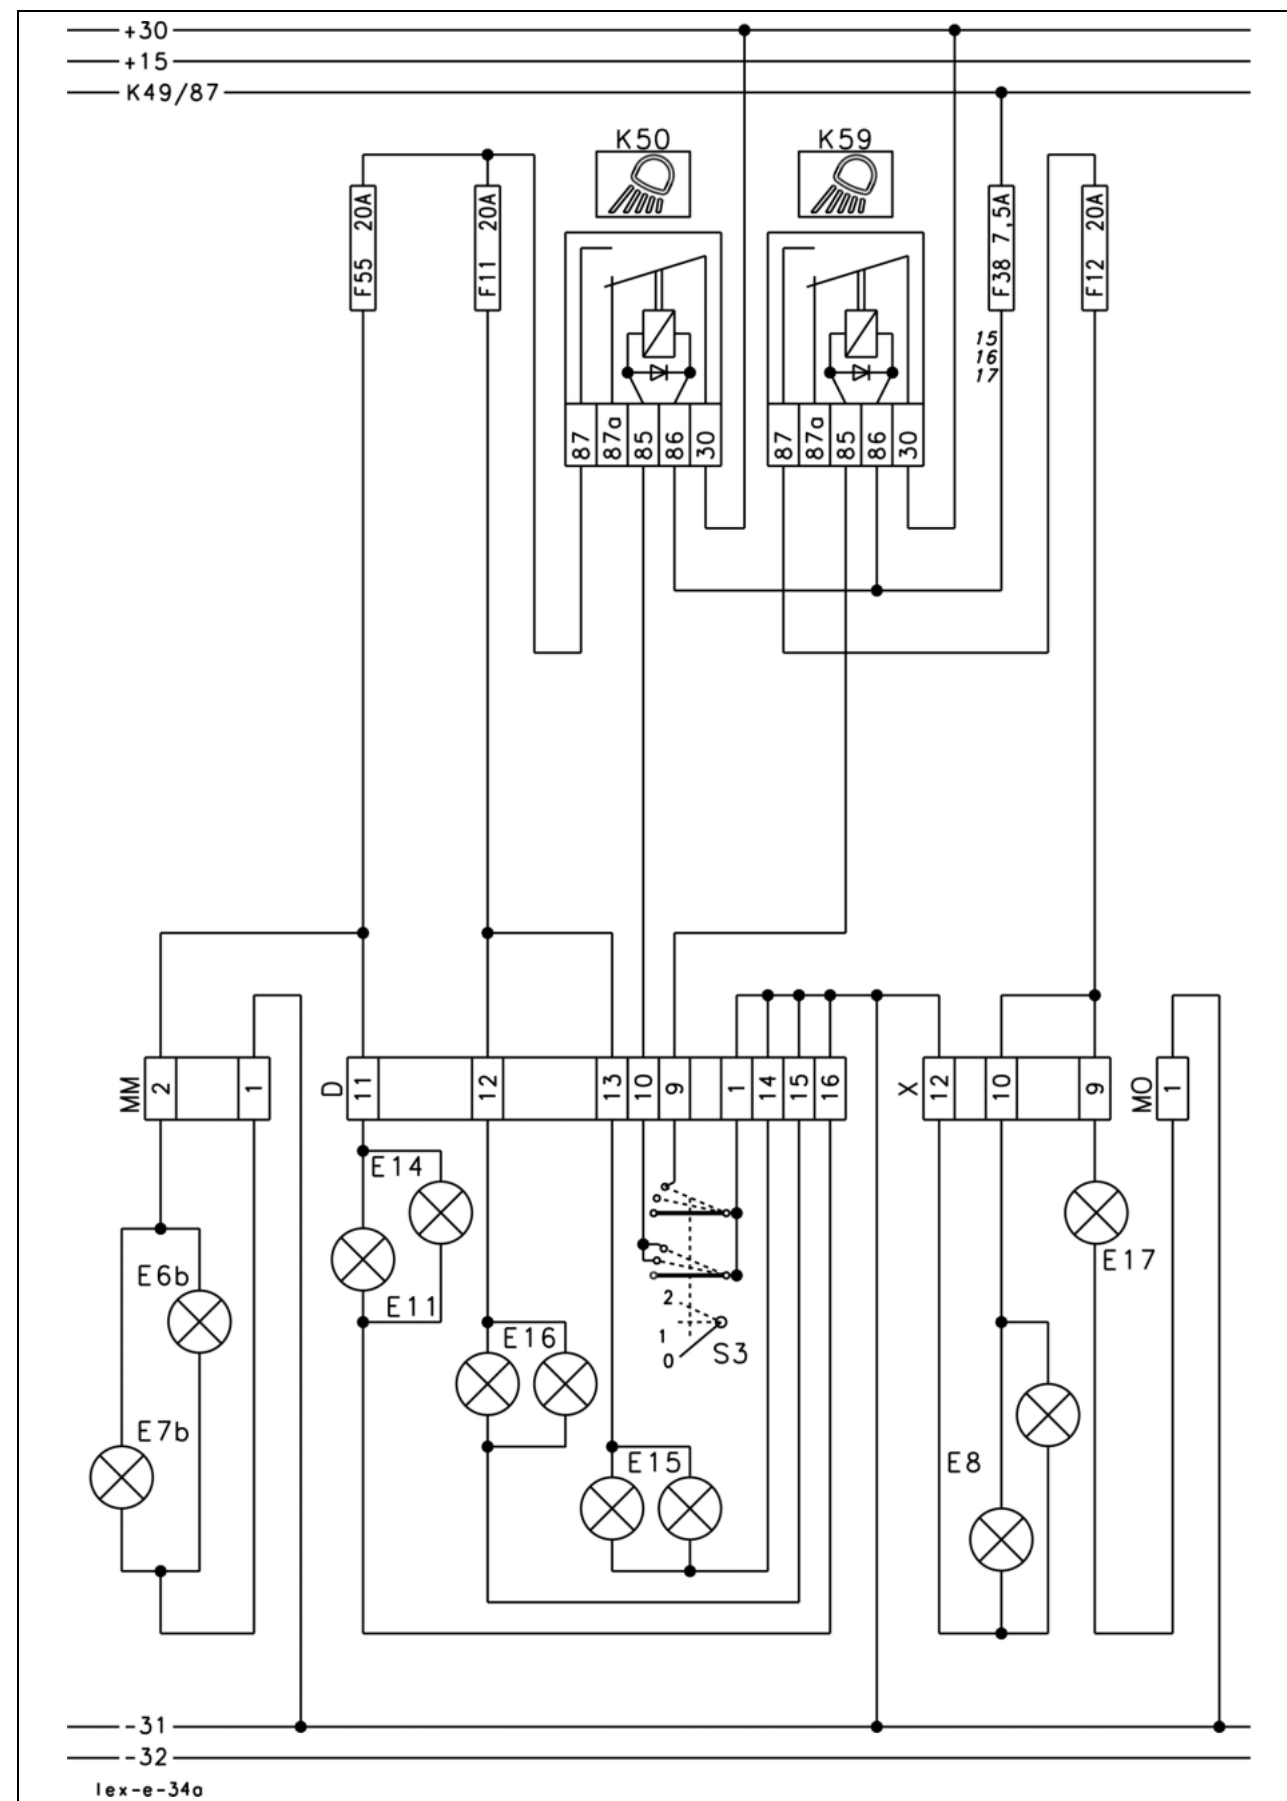 +30
+15
K49/87
K50 K59
F55 20A
F11 20A
F38 7,5A
F12 20A
15
16
17
87 87a 85 86 30
87 87a 85 86 30
MM 2 1
D 11 12 13 10 9 1 14 15 16
X 12 10 9
MO 1
E14
E11
E6b
E7b
E16
E15
2
1
0
S3
E17
E8
-31
-32
lex-e-34a